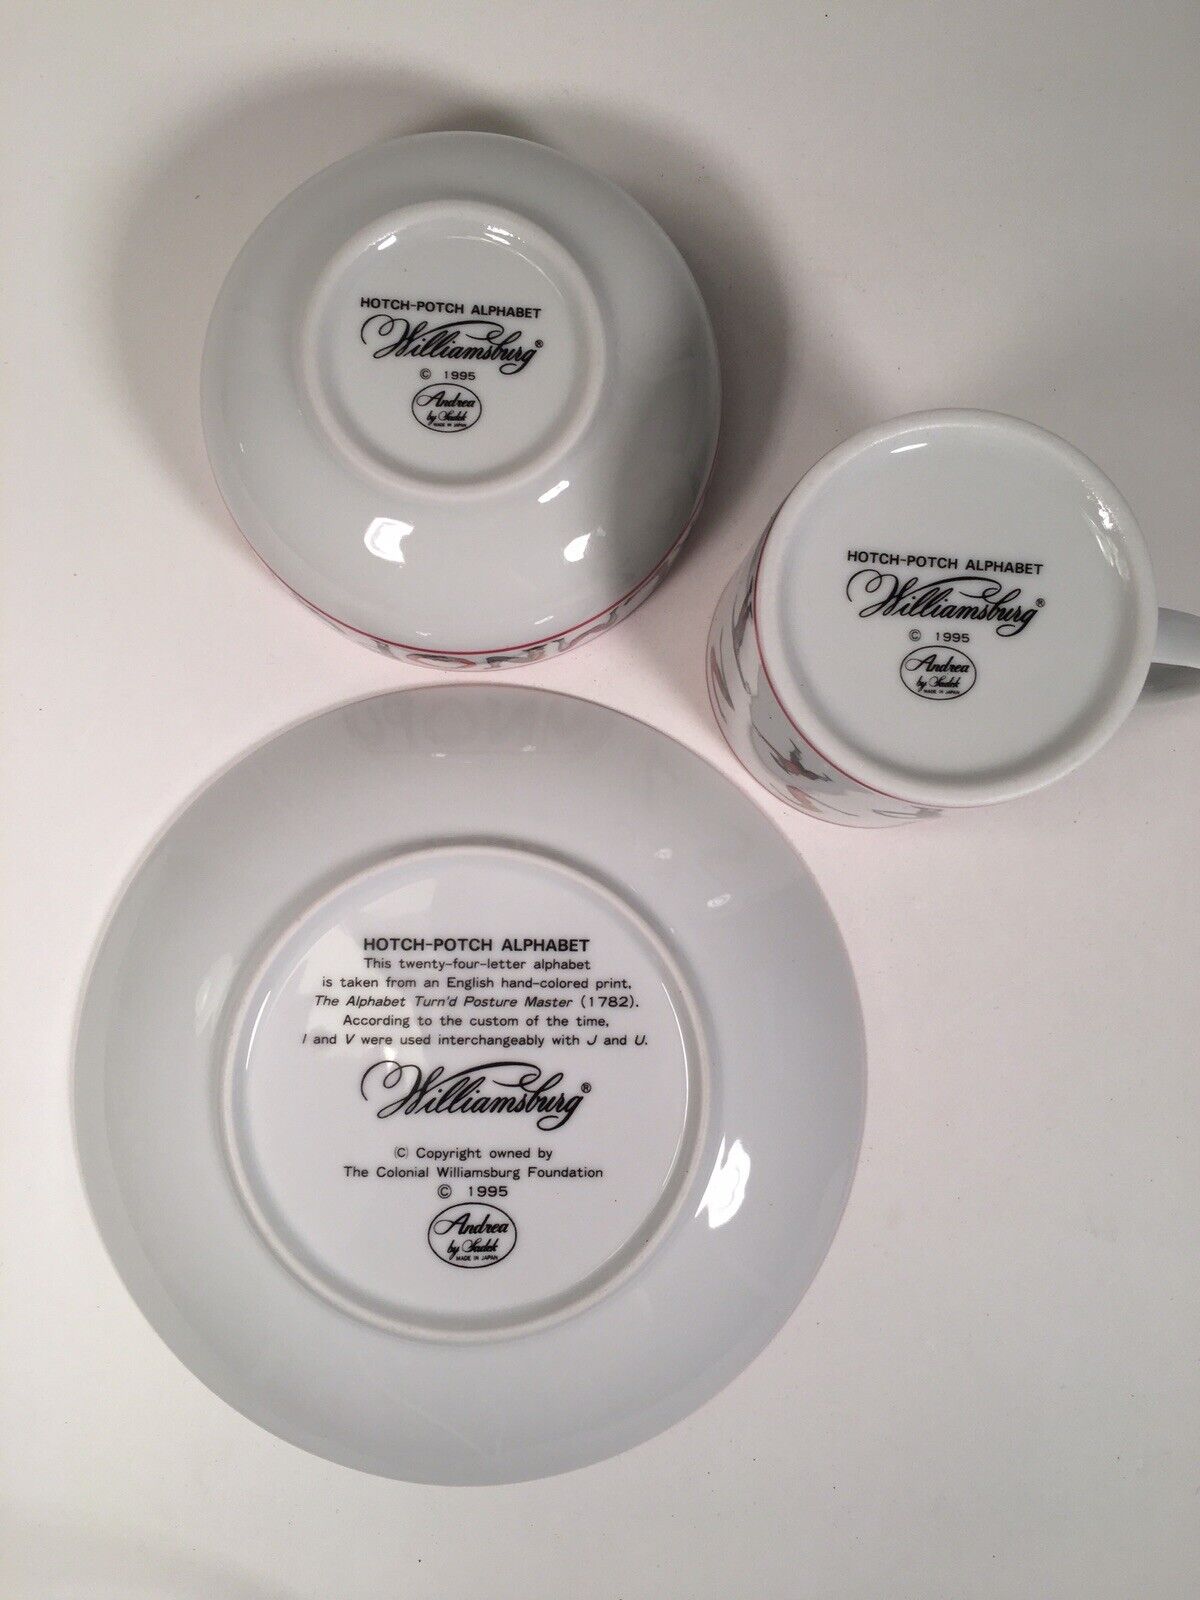 HOTCH-POTCH ALPHABET
Williamsburg®
© 1995
Andrea
by Sadek
MADE IN JAPAN
HOTCH-POTCH ALPHABET
Williamsburg®
© 1995
Andrea
by Sadek
MADE IN JAPAN
HOTCH-POTCH ALPHABET
This twenty-four-letter alphabet
is taken from an English hand-colored print,
The Alphabet Turn'd Posture Master (1782).
According to the custom of the time,
I and V were used interchangeably with J and U.
Williamsburg®
(C) Copyright owned by
The Colonial Williamsburg Foundation
© 1995
Andrea
by Sadek
MADE IN JAPAN